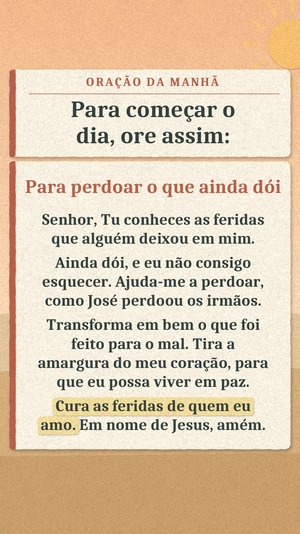 ORAÇÃO DA MANHÃ
Para começar o
dia, ore assim:
Para perdoar o que ainda dói
Senhor, Tu conheces as feridas
que alguém deixou em mim.
Ainda dói, e eu não consigo
esquecer. Ajuda-me a perdoar,
como José perdoou os irmãos.
Transforma em bem o que foi
feito para o mal. Tira a
amargura do meu coração, para
que eu possa viver em paz.
Cura as feridas de quem eu
amo. Em nome de Jesus, amém.